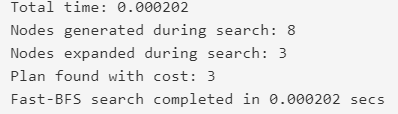 Total time: 0.000202
Nodes generated during search: 8
Nodes expanded during search: 3
Plan found with cost: 3
Fast-BFS search completed in 0.000202 secs